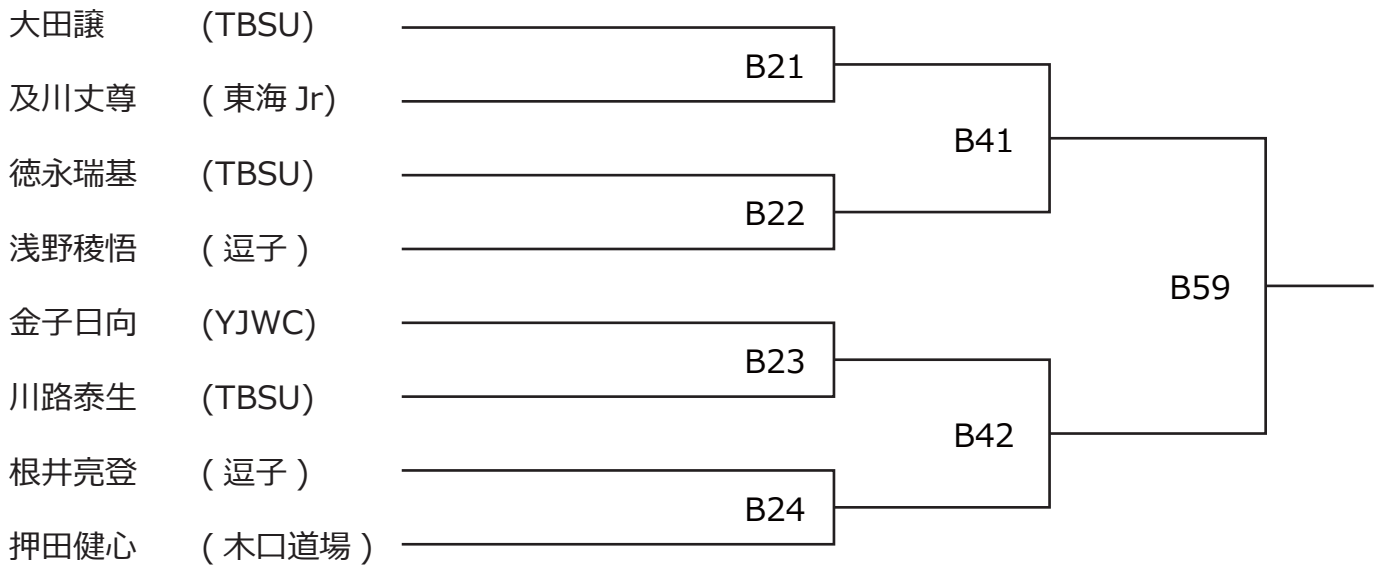 大田譲 (TBSU)
B21
及川丈尊 ( 東海 Jr)
B41
徳永瑞基 (TBSU)
B22
浅野稜悟 ( 逗子 )
B59
金子日向 (YJWC)
B23
川路泰生 (TBSU)
B42
根井亮登 ( 逗子 )
B24
押田健心 ( 木口道場 )